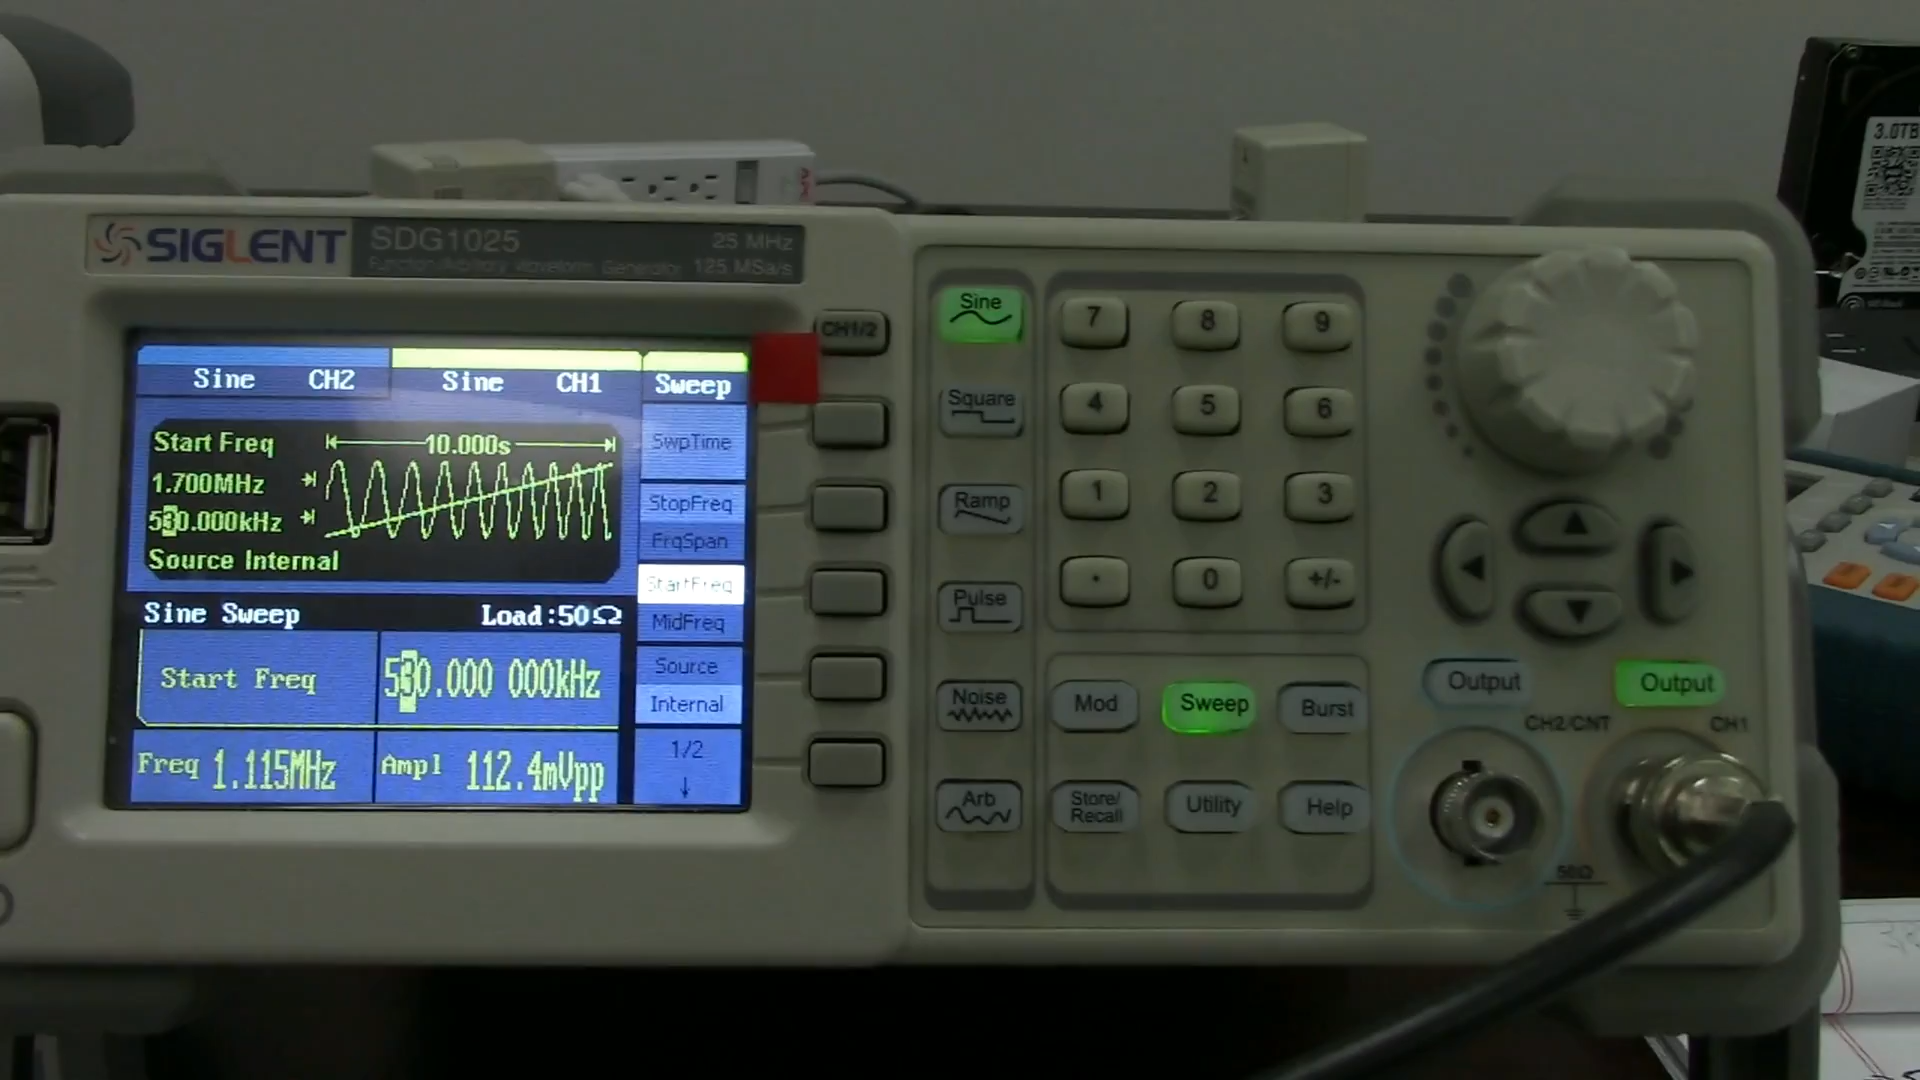 SIGLENT
SDG1025
25 MHz
Function/Arbitrary Waveform Generator 125 MSa/s
CH1/2
Sine CH2
Sine CH1
Sweep
Start Freq
10.000s
1.700MHz
530.000kHz
Source Internal
SwpTime
StopFreq
FrqSpan
StartFreq
MidFreq
Source
Internal
1/2
Sine Sweep
Load:50Ω
Start Freq
530.000 000kHz
Freq 1.115MHz
Ampl 112.4mVpp
Sine
Square
Ramp
Pulse
Noise
Arb
7 8 9
4 5 6
1 2 3
. 0 +/-
Mod Sweep Burst
Store/
Recall
Utility
Help
Output
Output
CH2/CNT
CH1
50Ω
3.0TB